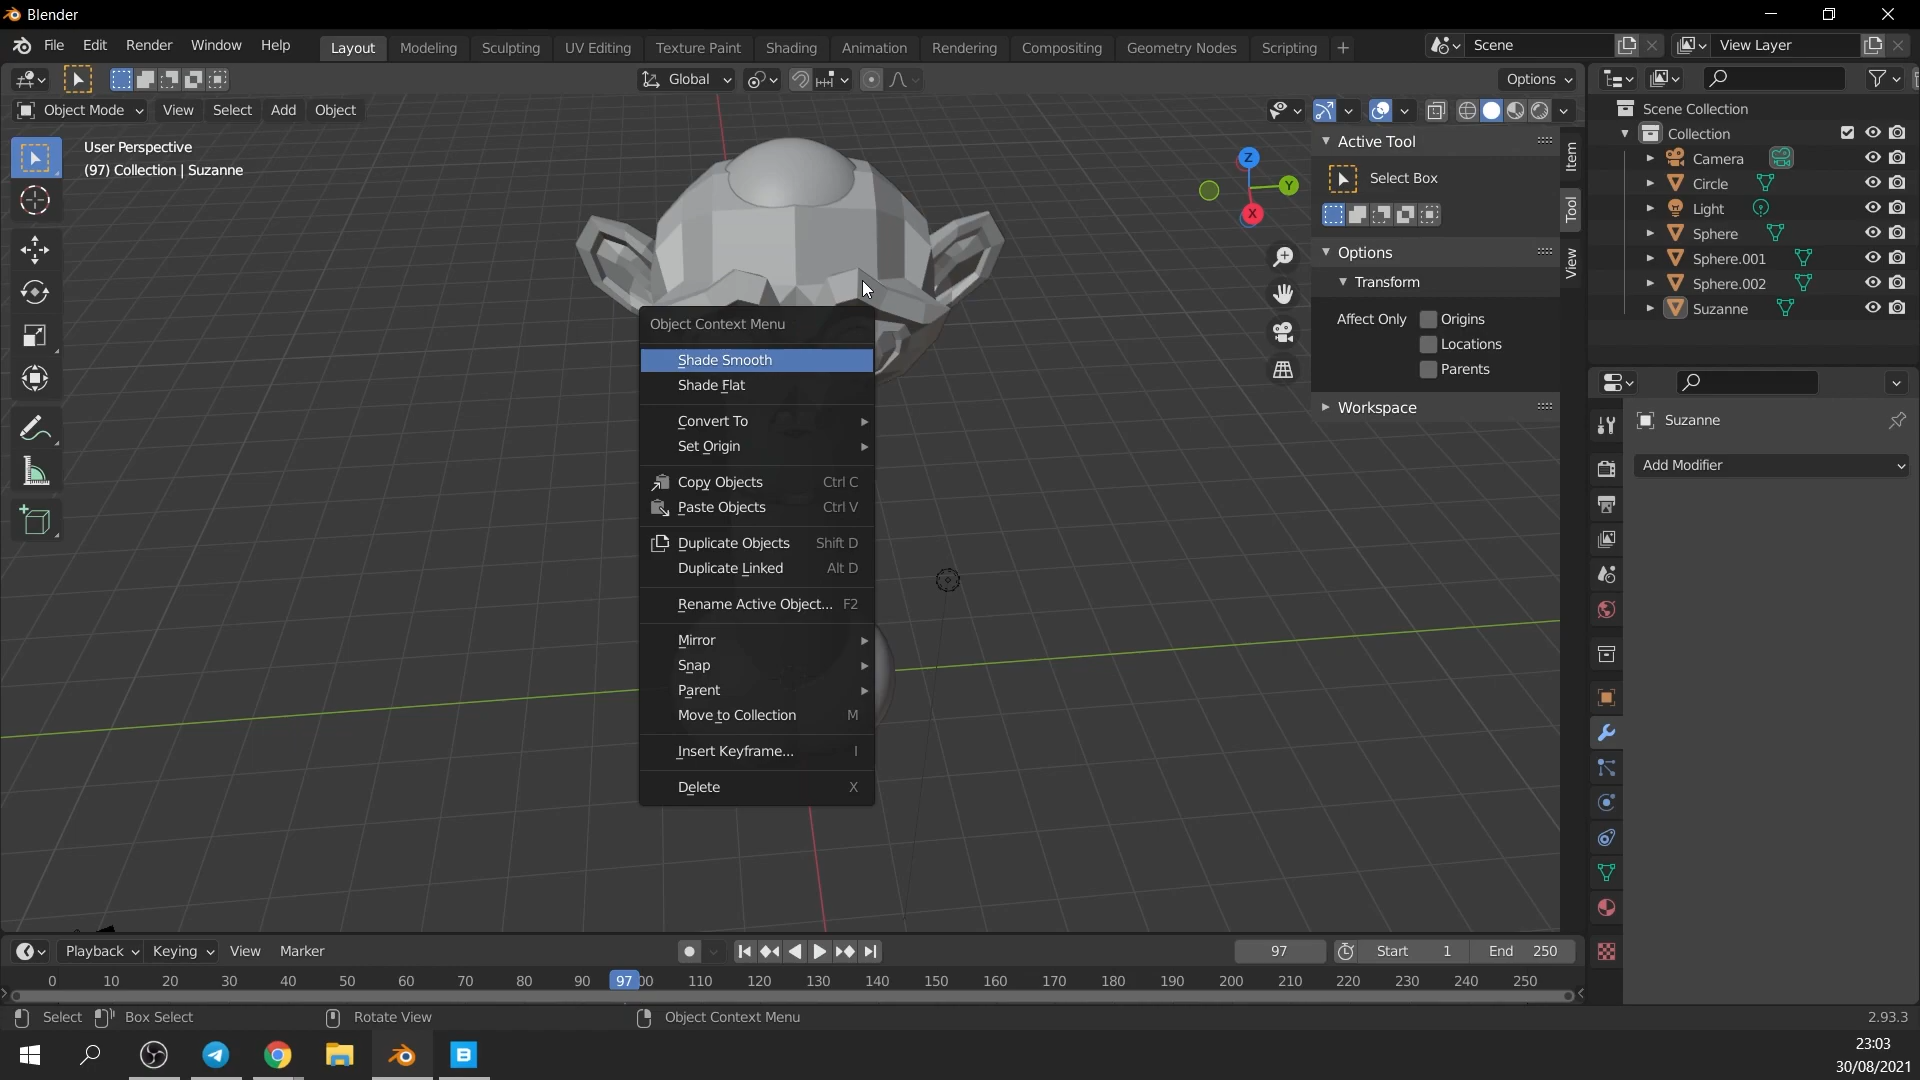 Blender
File Edit Render Window Help Layout Modeling Sculpting UV Editing Texture Paint Shading Animation Rendering Compositing Geometry Nodes Scripting + Scene View Layer
Global Options
Object Mode View Select Add Object
User Perspective
(97) Collection | Suzanne
Z
Y
X
Object Context Menu
Shade Smooth
Shade Flat
Convert To
Set Origin
Copy Objects Ctrl C
Paste Objects Ctrl V
Duplicate Objects Shift D
Duplicate Linked Alt D
Rename Active Object... F2
Mirror
Snap
Parent
Move to Collection M
Insert Keyframe... I
Delete X
Active Tool
Select Box
Options
Transform
Affect Only Origins
Locations
Parents
Workspace
Item
Tool
View
Scene Collection
Collection
Camera
Circle
Light
Sphere
Sphere.001
Sphere.002
Suzanne
Suzanne
Add Modifier
Playback Keying View Marker 97 Start 1 End 250
0 10 20 30 40 50 60 70 80 90 97 00 110 120 130 140 150 160 170 180 190 200 210 220 230 240 250
Select Box Select Rotate View Object Context Menu 2.93.3
23:03
30/08/2021